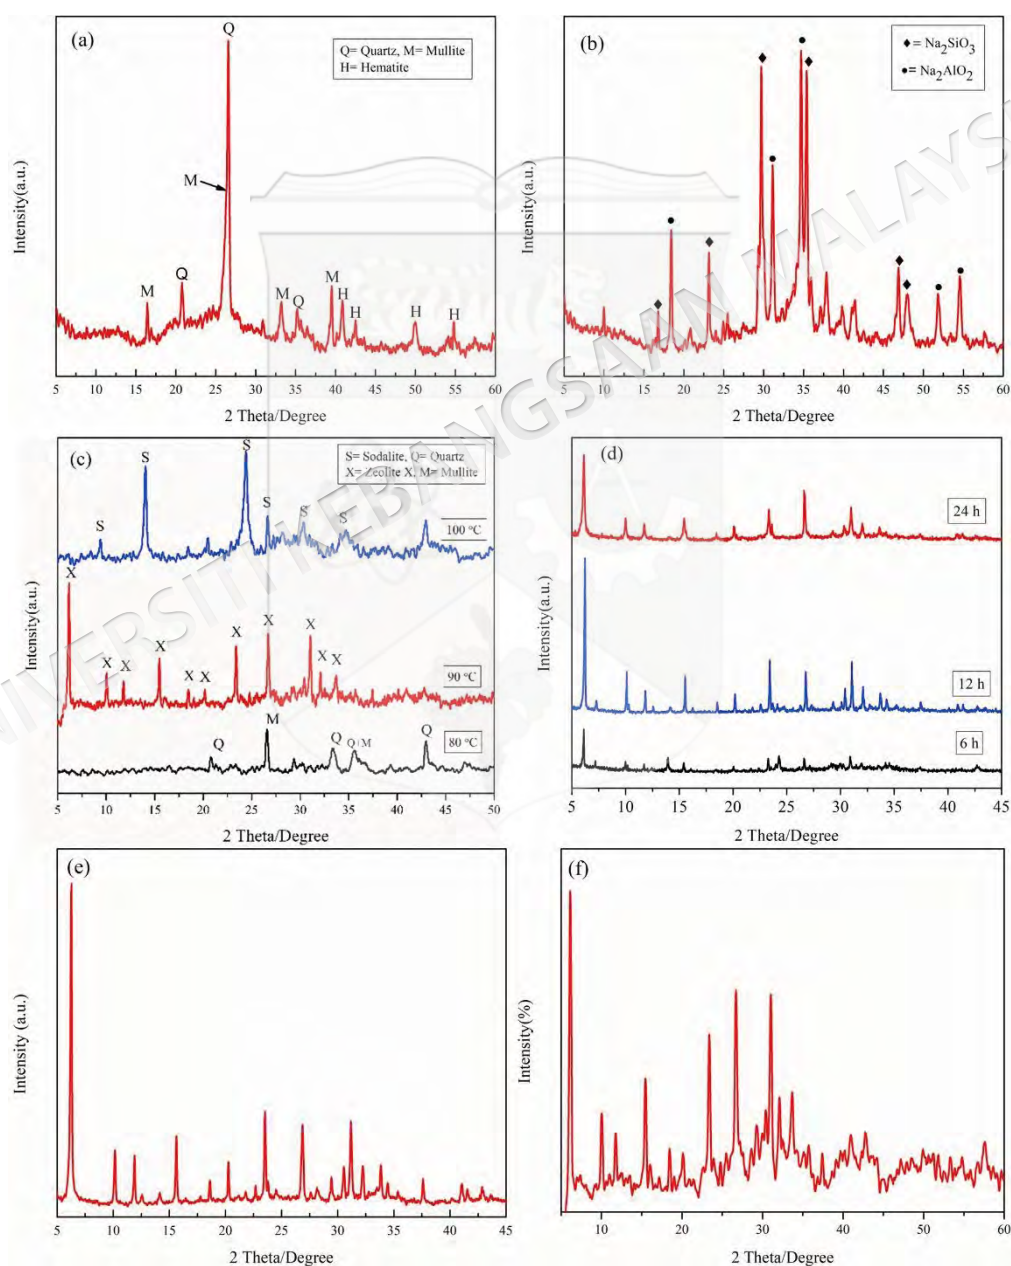 (a)
Q
Q= Quartz, M= Mullite
H= Hematite
M
Q
M
M
Q
M
H
H
H
H
Intensity(a.u.)
5 10 15 20 25 30 35 40 45 50 55 60
2 Theta/Degree
(b)
♦= Na2SiO3
•= Na2AlO2
Intensity(a.u.)
5 10 15 20 25 30 35 40 45 50 55 60
2 Theta/Degree
(c)
S= Sodalite, Q= Quartz
X= Zeolite X, M= Mullite
S
S
S
S
S
S
100 °C
X
X
X
X
X
X
X
X
X
X
X
90 °C
Q
M
Q
Q+M
Q
80 °C
Intensity(a.u.)
5 10 15 20 25 30 35 40 45 50
2 Theta/Degree
(d)
24 h
12 h
6 h
Intensity(a.u.)
5 10 15 20 25 30 35 40 45
2 Theta/Degree
(e)
Intensity (a.u.)
5 10 15 20 25 30 35 40 45
2 Theta/Degree
(f)
Intensity(%)
10 20 30 40 50 60
2 Theta/Degree
UNIVERSITI KEBANGSAAN MALAYS